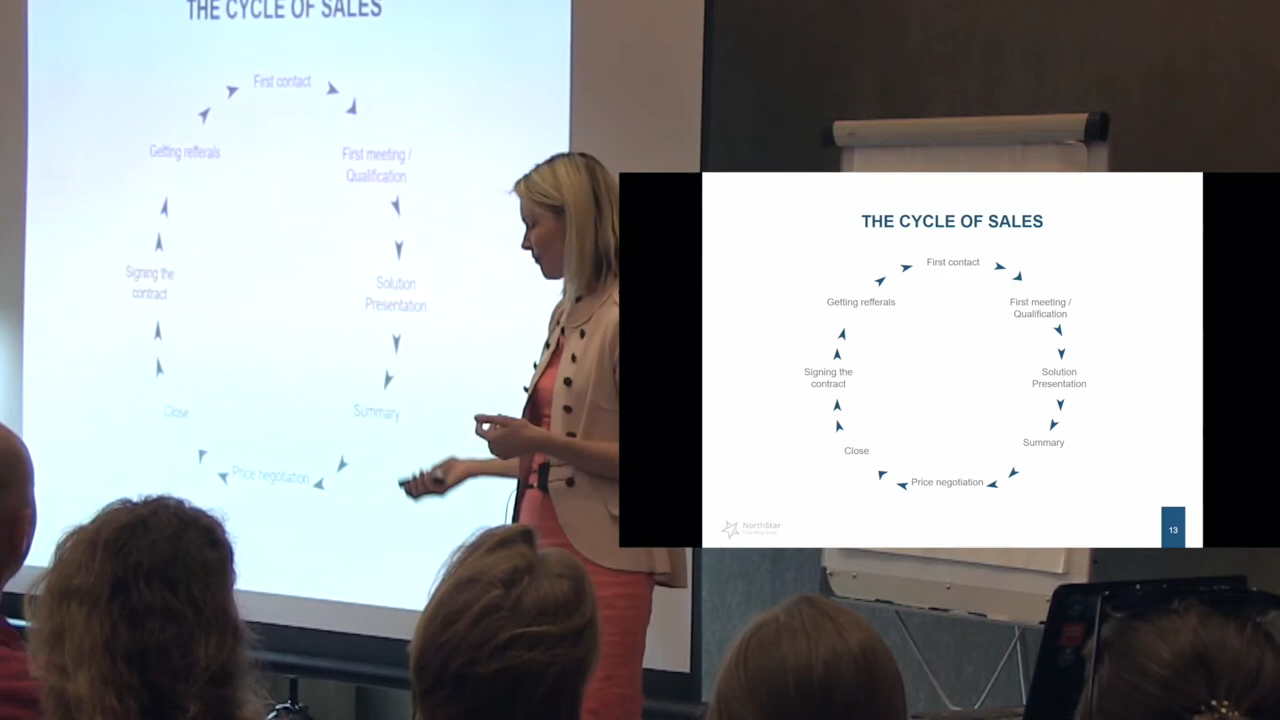 THE CYCLE OF SALES
First contact
Getting refferals
First meeting /
Qualification
Signing the
contract
Solution
Presentation
Close
Summary
Price negotiation
THE CYCLE OF SALES
First contact
Getting refferals
First meeting /
Qualification
Signing the
contract
Solution
Presentation
Summary
Close
Price negotiation
NorthStar
13